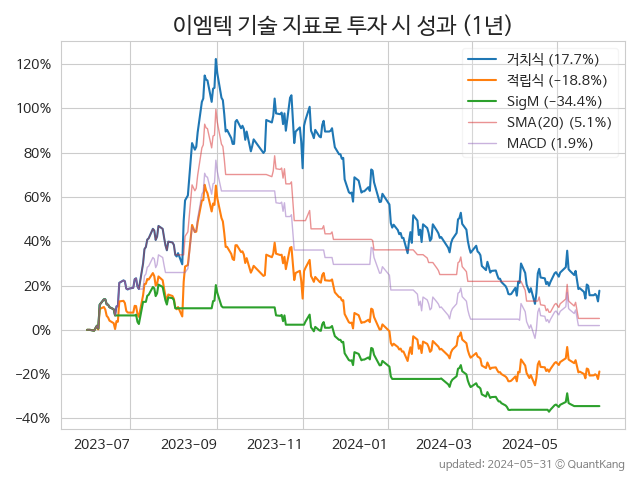 이엠텍 기술 지표로 투자 시 성과 (1년)
거치식 (17.7%)
적립식 (−18.8%)
SigM (−34.4%)
SMA(20) (5.1%)
MACD (1.9%)
120%
100%
80%
60%
40%
20%
0%
−20%
−40%
2023-07 2023-09 2023-11 2024-01 2024-03 2024-05
updated: 2024-05-31 © QuantKang